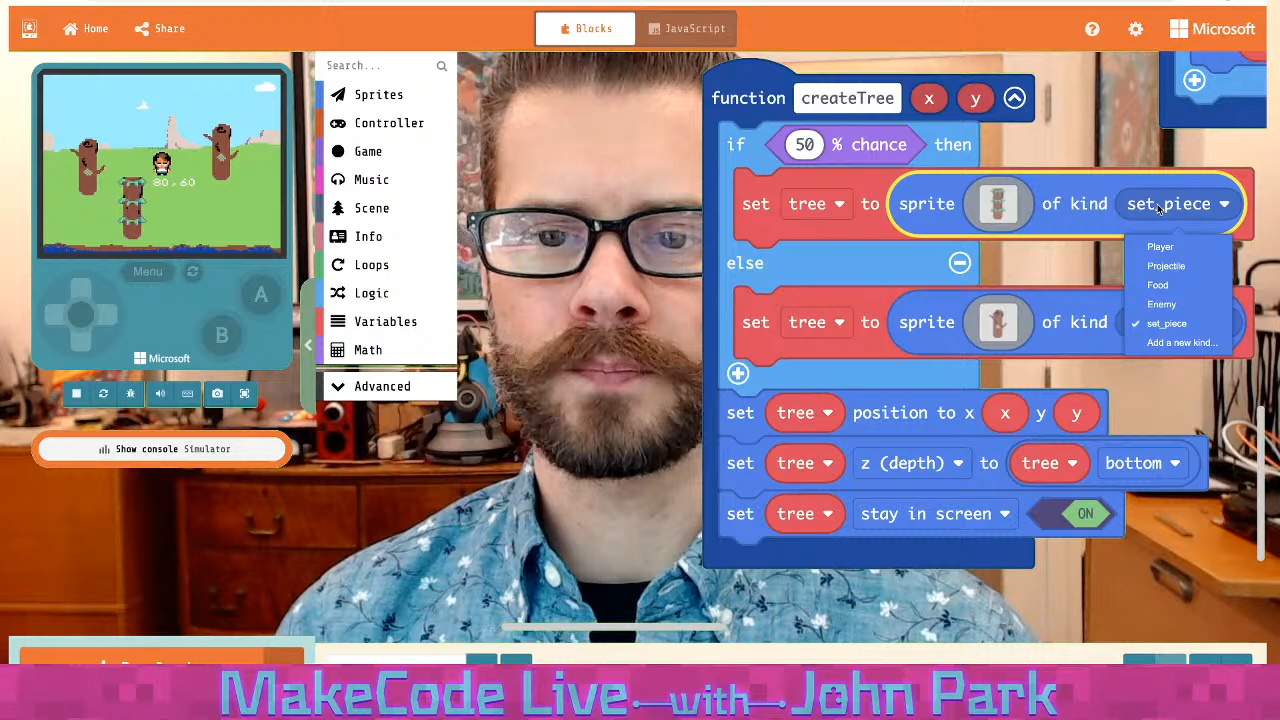 Home
Share
Blocks
JavaScript
Microsoft
80,60
Menu
A
B
Microsoft
Show console Simulator
Search...
Sprites
Controller
Game
Music
Scene
Info
Loops
Logic
Variables
Math
Advanced
function createTree x y
if 50 % chance then
set tree to sprite of kind set_piece
Player
Projectile
Food
Enemy
set_piece
Add a new kind...
else
set tree to sprite of kind
set tree position to x x y y
set tree z (depth) to tree bottom
set tree stay in screen ON
MakeCode Live with John Park